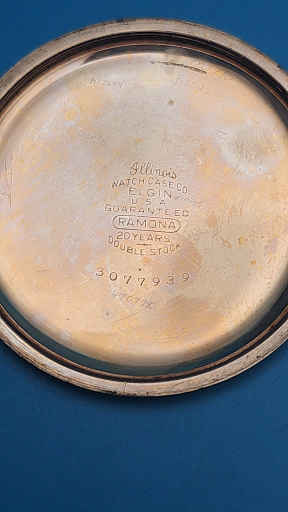 Illinois
WATCH CASE CO.
ELGIN
U.S.A.
GUARANTEED
RAMONA
20 YEARS
DOUBLE STOCK
3077939